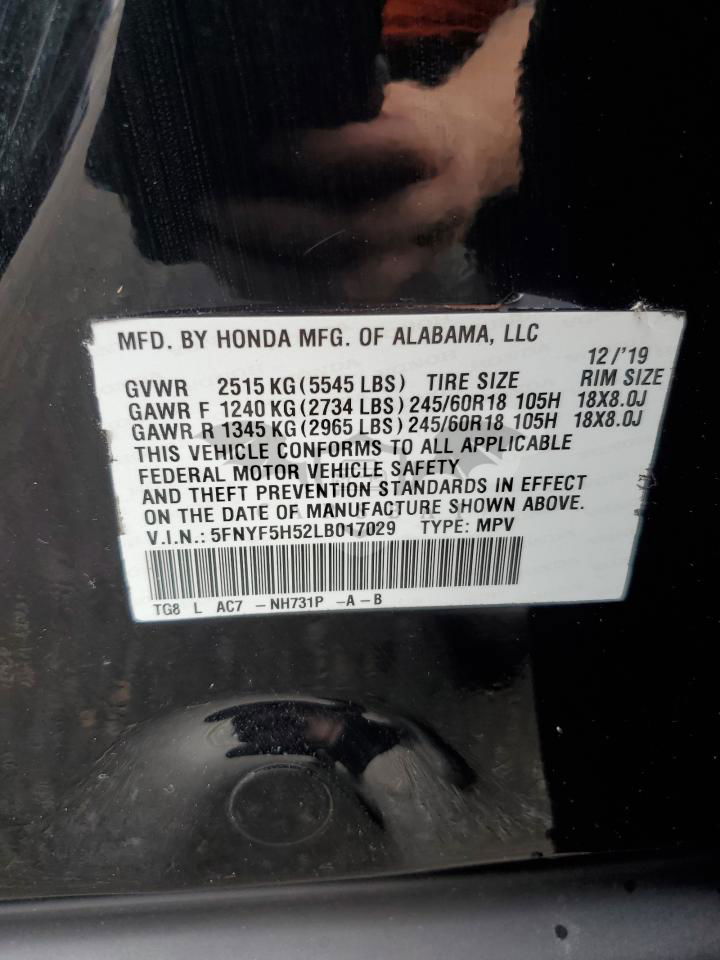 MFD. BY HONDA MFG. OF ALABAMA, LLC
12/'19
GVWR 2515 KG (5545 LBS) TIRE SIZE RIM SIZE
GAWR F 1240 KG (2734 LBS) 245/60R18 105H 18X8.0J
GAWR R 1345 KG (2965 LBS) 245/60R18 105H 18X8.0J
THIS VEHICLE CONFORMS TO ALL APPLICABLE
FEDERAL MOTOR VEHICLE SAFETY
AND THEFT PREVENTION STANDARDS IN EFFECT
ON THE DATE OF MANUFACTURE SHOWN ABOVE.
V.I.N.: 5FNYF5H52LB017029 TYPE: MPV
TG8 L AC7 -NH731P -A-B